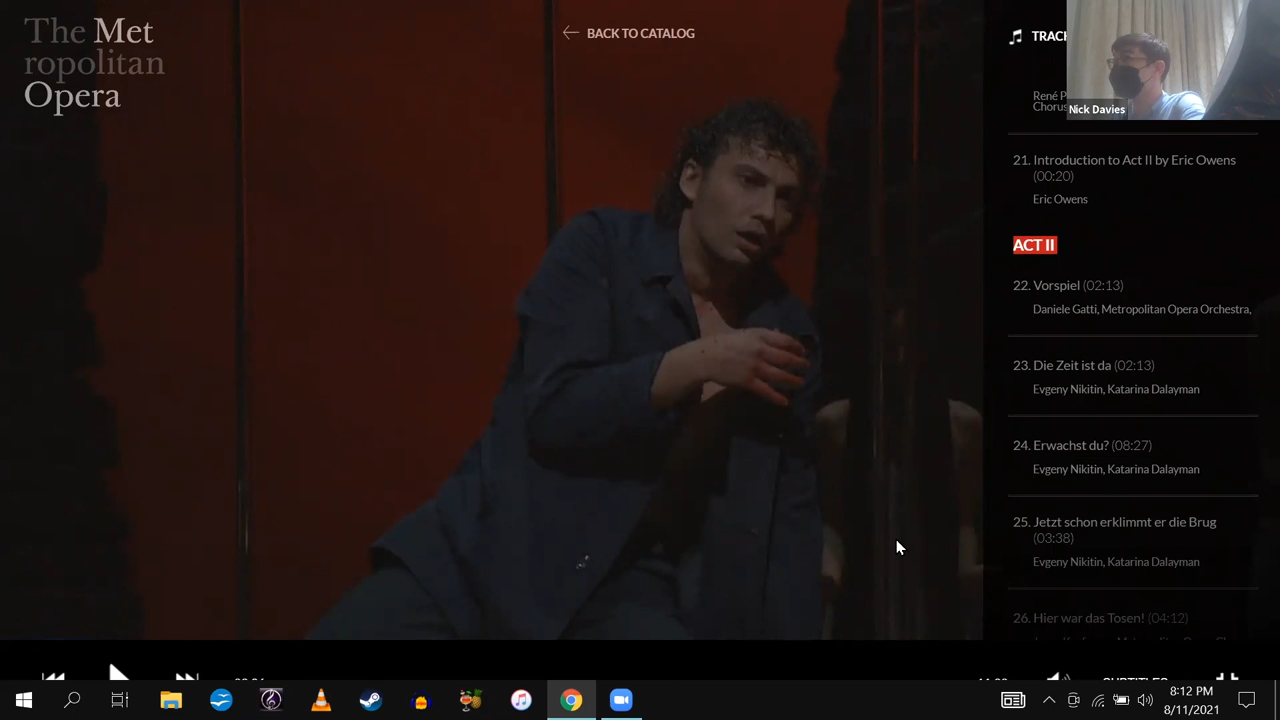 The Met
ropolitan
Opera
BACK TO CATALOG
TRACK
Nick Davies
René P
Chorus
21. Introduction to Act II by Eric Owens
(00:20)
Eric Owens
ACT II
22. Vorspiel (02:13)
Daniele Gatti, Metropolitan Opera Orchestra,
23. Die Zeit ist da (02:13)
Evgeny Nikitin, Katarina Dalayman
24. Erwachst du? (08:27)
Evgeny Nikitin, Katarina Dalayman
25. Jetzt schon erklimmt er die Brug
(03:38)
Evgeny Nikitin, Katarina Dalayman
26. Hier war das Tosen! (04:12)
SUBTITLES
8:12 PM
8/11/2021